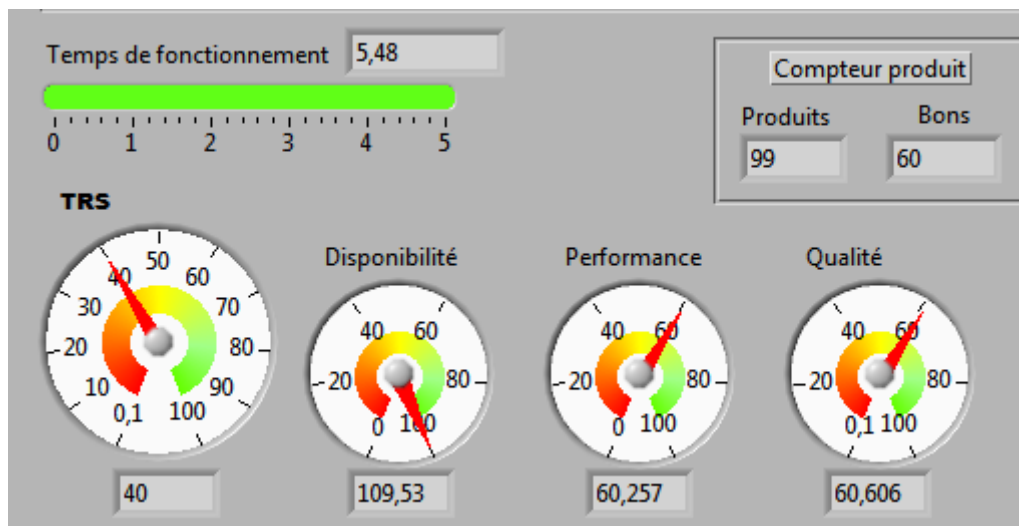 Temps de fonctionnement 5,48
0 1 2 3 4 5
Compteur produit
Produits Bons
99 60
TRS
0,1 10 20 30 40 50 60 70 80 90 100
40
Disponibilité
0 20 40 60 80 100
109,53
Performance
0 20 40 60 80 100
60,257
Qualité
0,1 20 40 60 80 100
60,606